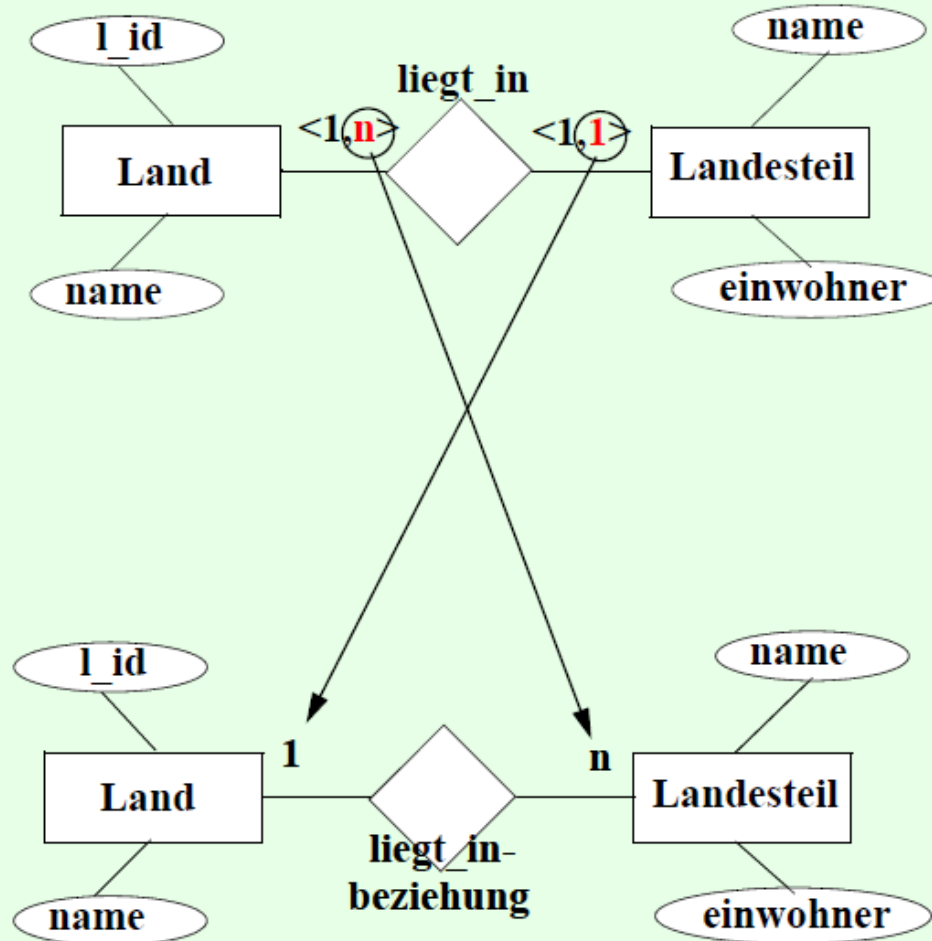 l_id
name
liegt_in
<1,n>
<1,1>
Land
Landesteil
name
einwohner
l_id
name
1
n
Land
Landesteil
liegt_in-
beziehung
name
einwohner